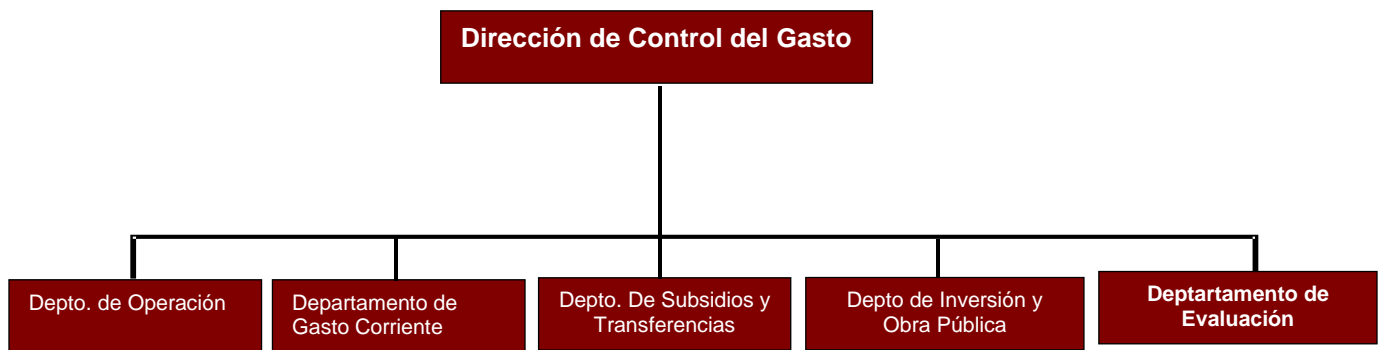 Dirección de Control del Gasto
Depto. de Operación
Departamento de
Gasto Corriente
Depto. De Subsidios y
Transferencias
Depto de Inversión y
Obra Pública
Deptartamento de
Evaluación